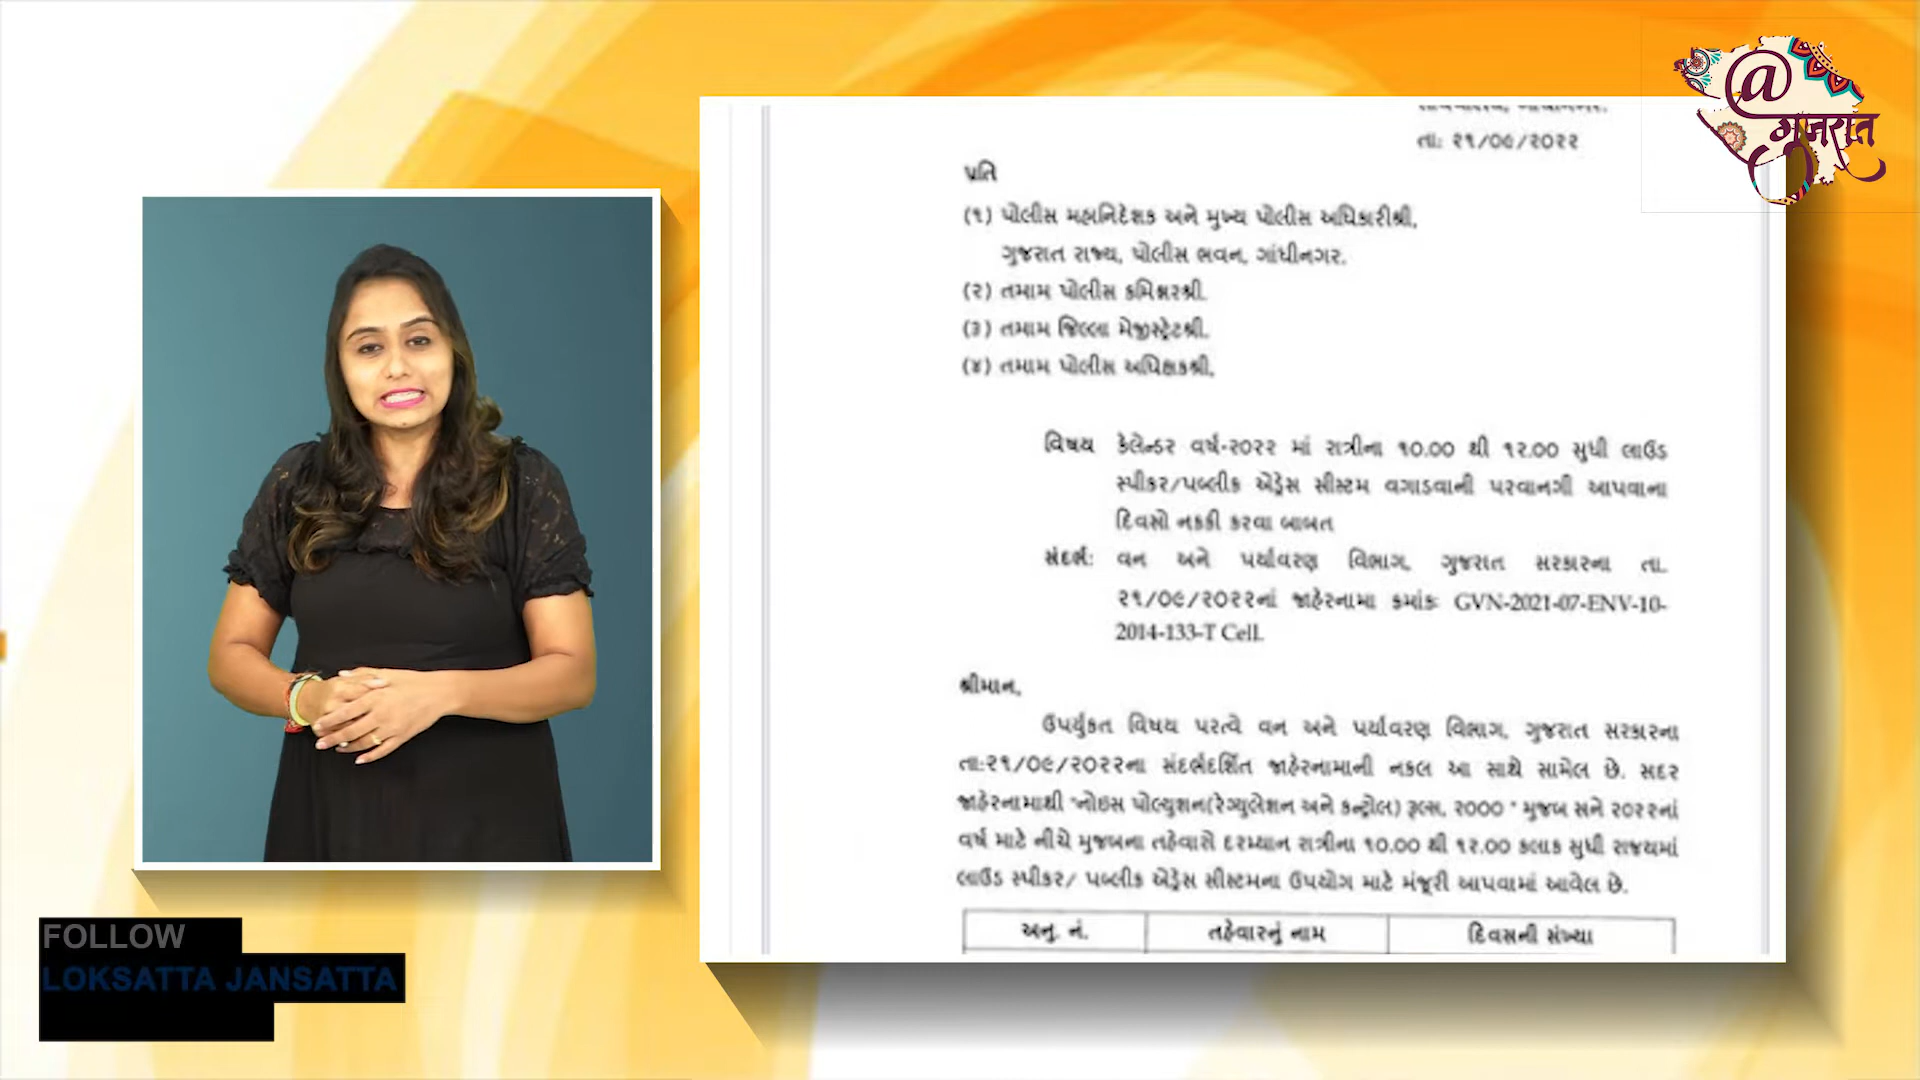 @
गुजरात
તા: ૨૧/૦૯/૨૦૨૨
પ્રતિ
(૧) પોલીસ મહાનિદેશક અને મુખ્ય પોલીસ અધિકારીશ્રી,
ગુજરાત રાજ્ય, પોલીસ ભવન, ગાંધીનગર.
(૨) તમામ પોલીસ કમિશ્નરશ્રી.
(૩) તમામ જિલ્લા મેજીસ્ટ્રેટશ્રી.
(૪) તમામ પોલીસ અધિક્ષકશ્રી,
વિષય કેલેન્ડર વર્ષ-૨૦૨૨ માં રાત્રીના ૧૦.૦૦ થી ૧૨.૦૦ સુધી લાઉડ
સ્પીકર/પબ્લીક એડ્રેસ સીસ્ટમ વગાડવાની પરવાનગી આપવાના
દિવસો નક્કી કરવા બાબત
સંદર્ભ: વન અને પર્યાવરણ વિભાગ, ગુજરાત સરકારના તા.
૨૧/૦૯/૨૦૨૨નાં જાહેરનામા ક્રમાંક GVN-2021-07-ENV-10-
2014-133-T Cell.
શ્રીમાન,
ઉપર્યુકત વિષય પરત્વે વન અને પર્યાવરણ વિભાગ, ગુજરાત સરકારના
તા:૨૧/૦૯/૨૦૨૨ના સંદર્ભદર્શિત જાહેરનામાની નકલ આ સાથે સામેલ છે. સદર
જાહેરનામાથી "નોઇસ પોલ્યુશન(રેગ્યુલેશન અને કન્ટ્રોલ) રૂલ્સ, ૨૦૦૦ " મુજબ સને ૨૦૨૨નાં
વર્ષ માટે નીચે મુજબના તહેવારો દરમ્યાન રાત્રીના ૧૦.૦૦ થી ૧૨.૦૦ કલાક સુધી રાજયમાં
લાઉડ સ્પીકર/ પબ્લીક એડ્રેસ સીસ્ટમના ઉપયોગ માટે મંજૂરી આપવામાં આવેલ છે.
અનુ. નં. તહેવારનું નામ દિવસની સંખ્યા
FOLLOW
LOKSATTA JANSATTA